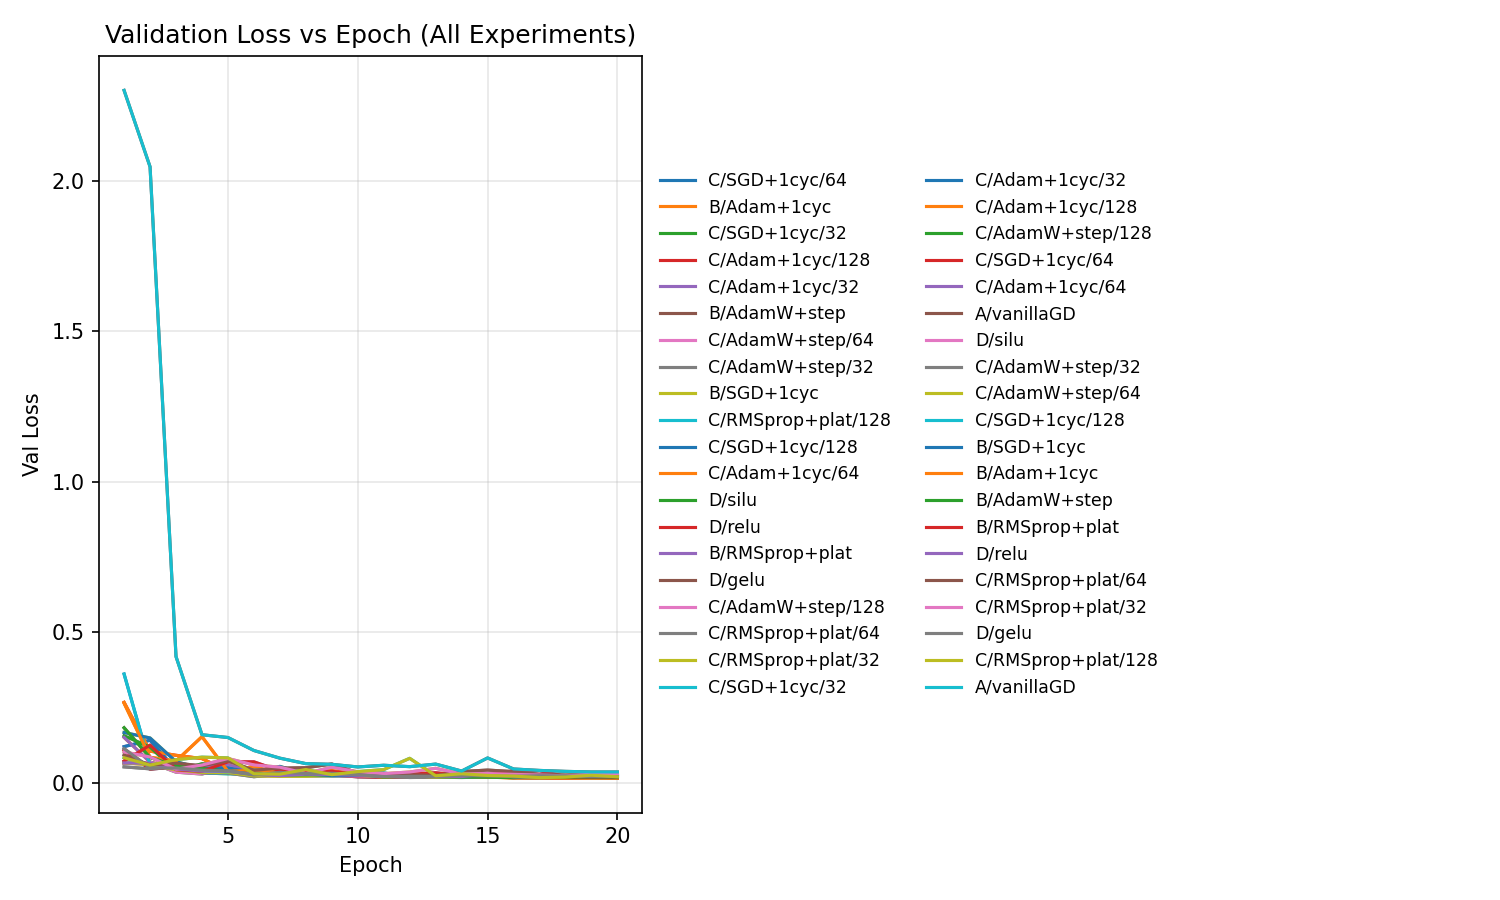 Validation Loss vs Epoch (All Experiments)
Val Loss
2.0
1.5
1.0
0.5
0.0
5
10
15
20
Epoch
C/SGD+1cyc/64
B/Adam+1cyc
C/SGD+1cyc/32
C/Adam+1cyc/128
C/Adam+1cyc/32
B/AdamW+step
C/AdamW+step/64
C/AdamW+step/32
B/SGD+1cyc
C/RMSprop+plat/128
C/SGD+1cyc/128
C/Adam+1cyc/64
D/silu
D/relu
B/RMSprop+plat
D/gelu
C/AdamW+step/128
C/RMSprop+plat/64
C/RMSprop+plat/32
C/SGD+1cyc/32
C/Adam+1cyc/32
C/Adam+1cyc/128
C/AdamW+step/128
C/SGD+1cyc/64
C/Adam+1cyc/64
A/vanillaGD
D/silu
C/AdamW+step/32
C/AdamW+step/64
C/SGD+1cyc/128
B/SGD+1cyc
B/Adam+1cyc
B/AdamW+step
B/RMSprop+plat
D/relu
C/RMSprop+plat/64
C/RMSprop+plat/32
D/gelu
C/RMSprop+plat/128
A/vanillaGD